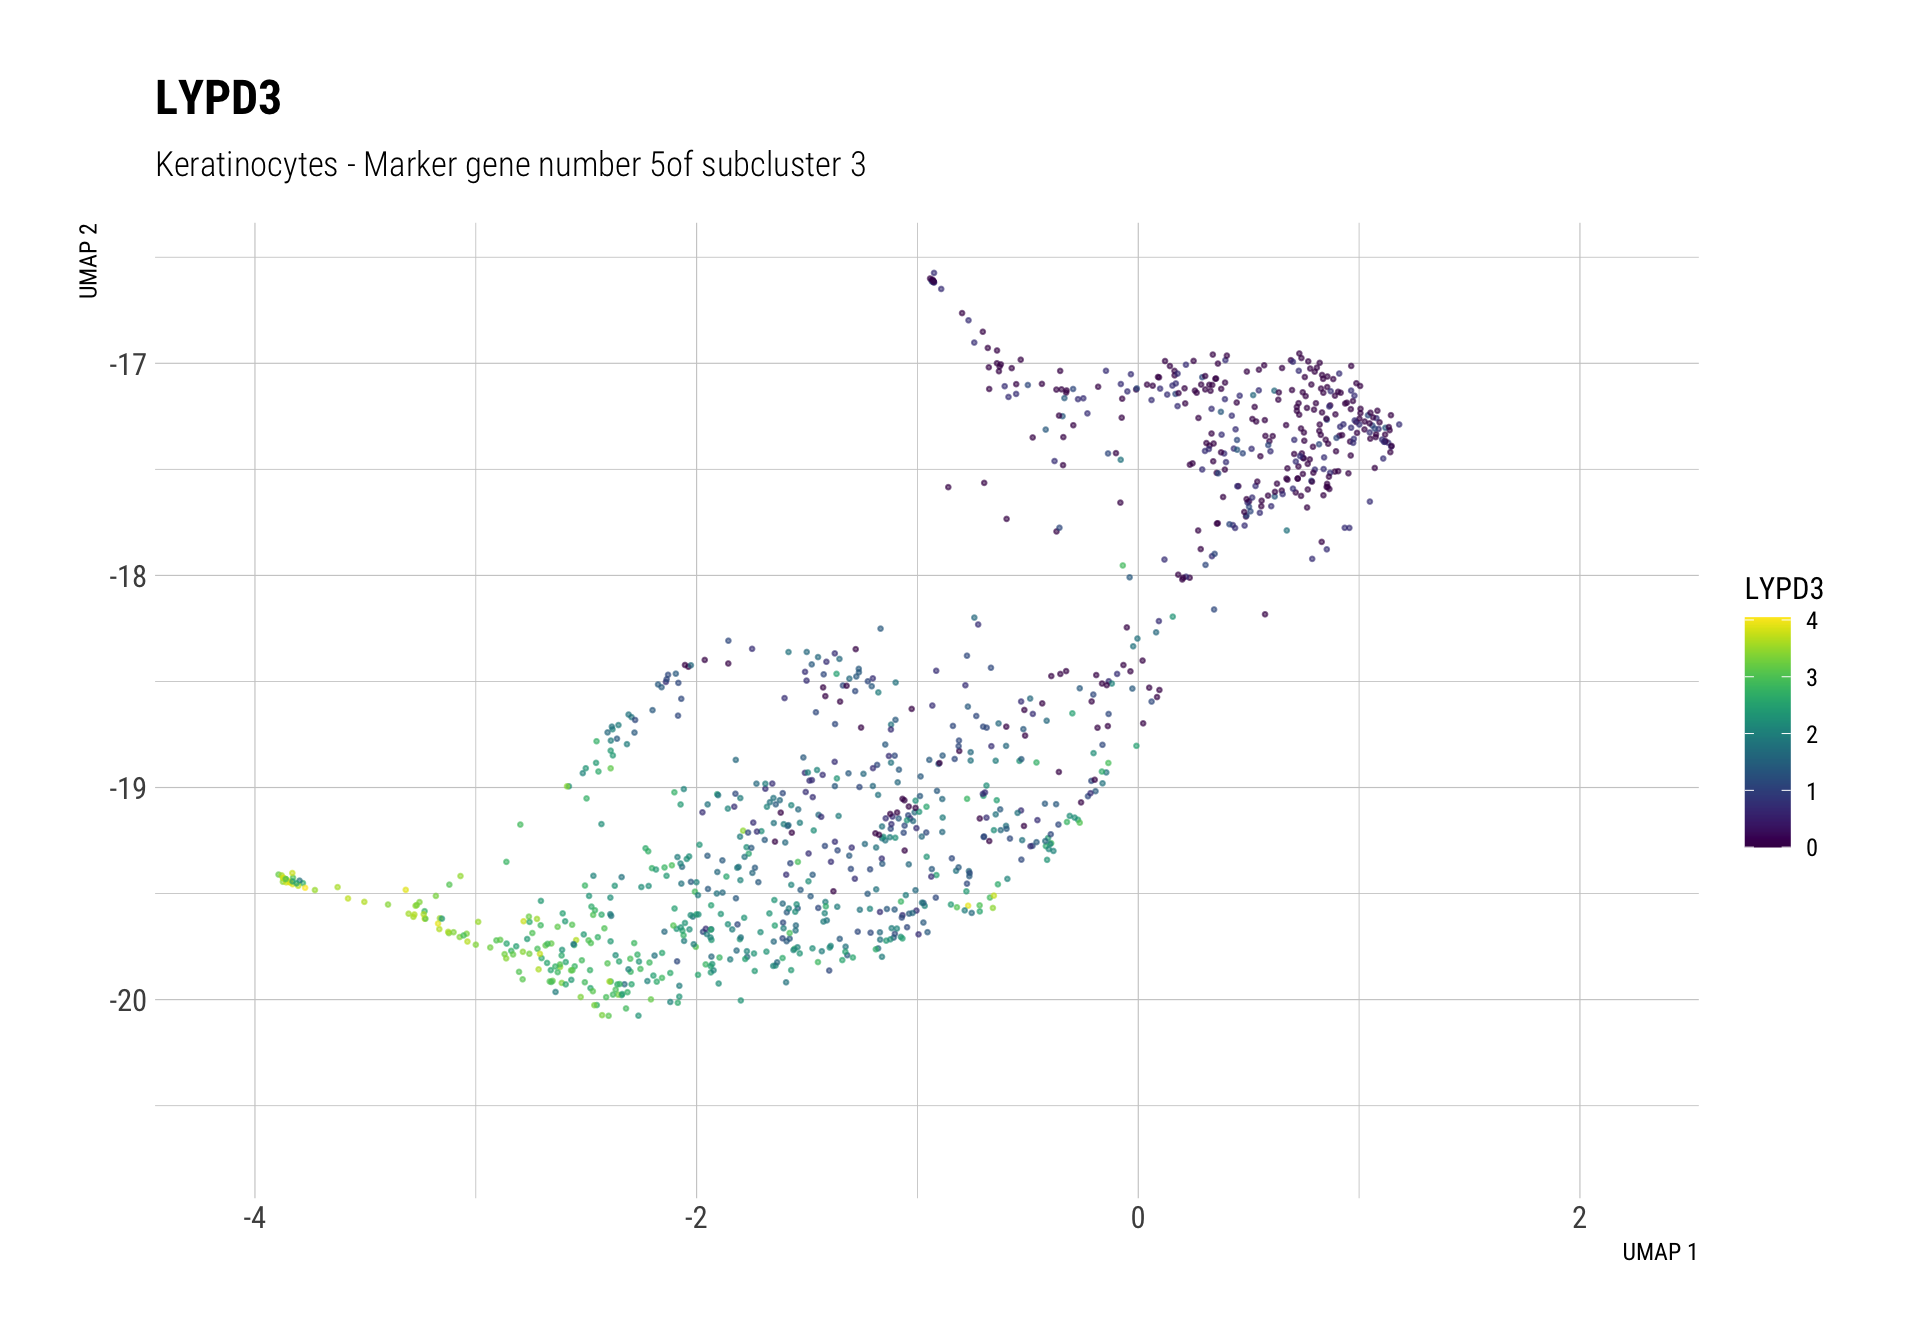 LYPD3
Keratinocytes - Marker gene number 5of subcluster 3
UMAP 2
-17
-18
-19
-20
-4
-2
0
2
UMAP 1
LYPD3
4
3
2
1
0